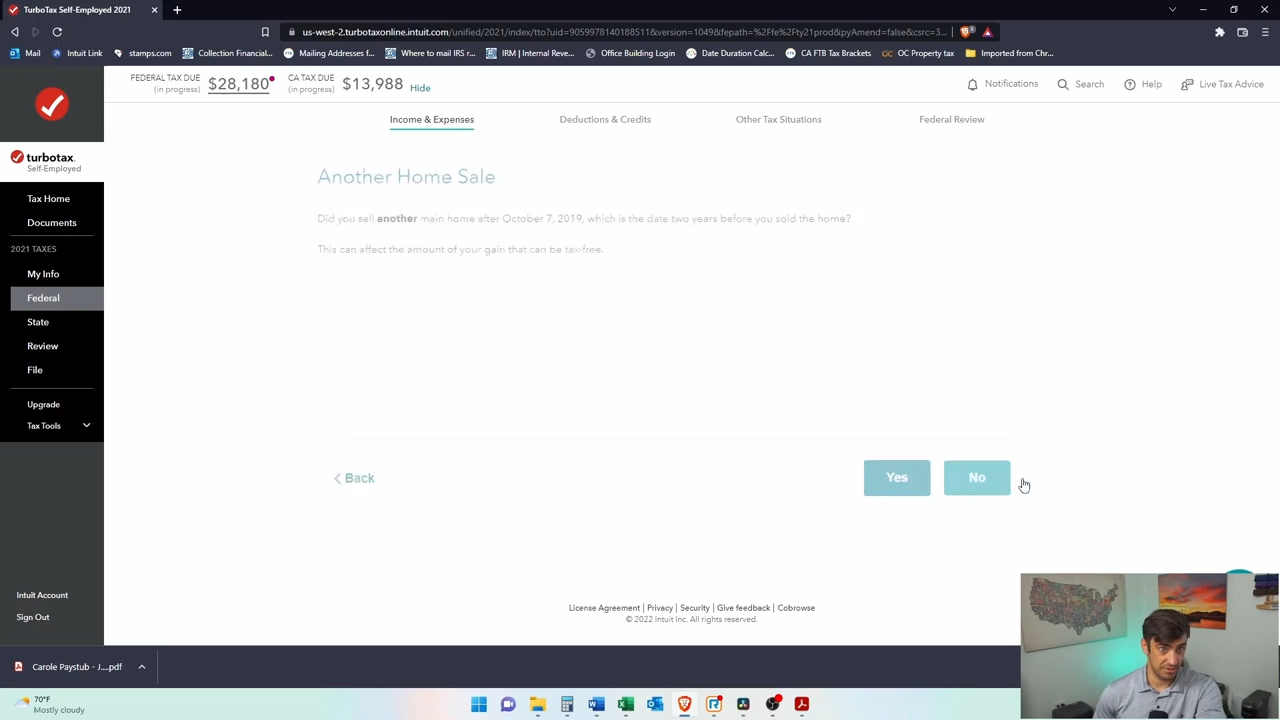 TurboTax Self-Employed 2021
us-west-2.turbotaxonline.intuit.com/unified/2021/index/tto?uid=9059978140188511&version=1049&fepath=%2Ffe%2Fty21prod&pyAmend=false&csrc=3...
Mail
Intuit Link
stamps.com
Collection Financial...
Mailing Addresses f...
Where to mail IRS r...
IRM | Internal Reve...
Office Building Login
Date Duration Calc...
CA FTB Tax Brackets
OC Property tax
Imported from Chr...
FEDERAL TAX DUE
(in progress)
$28,180
CA TAX DUE
(in progress)
$13,988
Hide
Notifications
Search
Help
Live Tax Advice
turbotax
Self-Employed
Tax Home
Documents
2021 TAXES
My Info
Federal
State
Review
File
Upgrade
Tax Tools
Intuit Account
Sign Out
Income & Expenses
Deductions & Credits
Other Tax Situations
Federal Review
Another Home Sale
Did you sell another main home after October 7, 2019, which is the date two years before you sold the home?
This can affect the amount of your gain that can be tax-free.
Back
Yes
No
License Agreement | Privacy | Security | Give feedback | Cobrowse
© 2022 Intuit Inc. All rights reserved.
Carole Paystub - J....pdf
70°F
Mostly cloudy